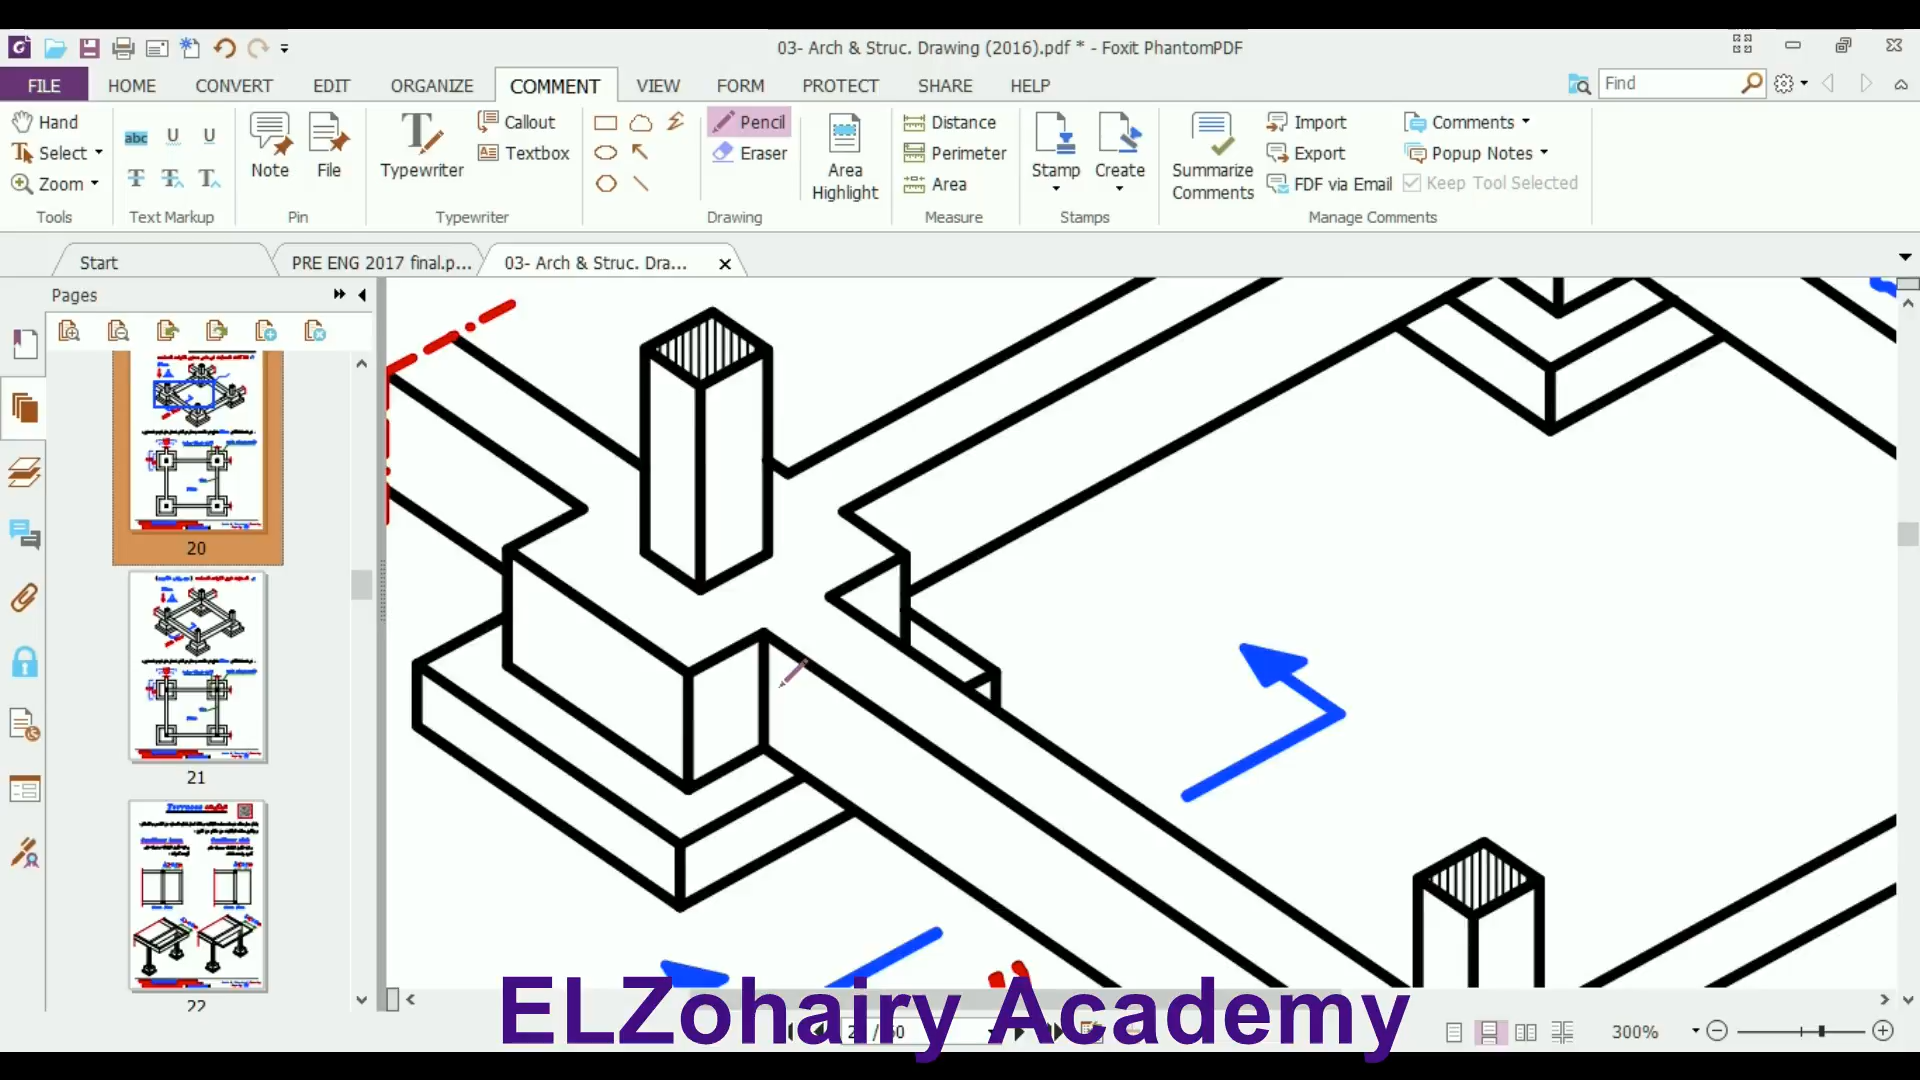 03- Arch & Struc. Drawing (2016).pdf * - Foxit PhantomPDF
FILE HOME CONVERT EDIT ORGANIZE COMMENT VIEW FORM PROTECT SHARE HELP Find
Hand
Select
Zoom
Tools
abc U U
T T T
Text Markup
Note File
Pin
Typewriter
Callout
Textbox
Typewriter
Pencil
Eraser
Drawing
Area
Highlight
Distance
Perimeter
Area
Measure
Stamp Create
Stamps
Summarize
Comments
Import
Export
FDF via Email
Comments
Popup Notes
Keep Tool Selected
Manage Comments
Start PRE ENG 2017 final.p... 03- Arch & Struc. Dra...
Pages
20
21
Terraces
22
ELZohairy Academy
300%